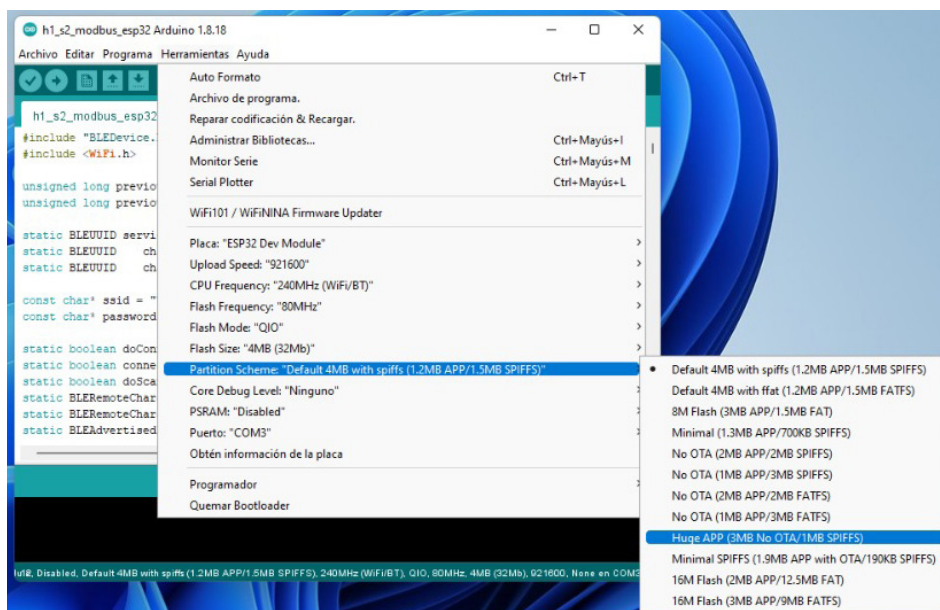 h1_s2_modbus_esp32 Arduino 1.8.18
Archivo Editar Programa Herramientas Ayuda
h1_s2_modbus_esp32
#include "BLEDevice.
#include <WiFi.h>
unsigned long previo
unsigned long previo
static BLEUUID servi
static BLEUUID ch
static BLEUUID ch
const char* ssid = "
const char* password
static boolean doCon
static boolean conne
static boolean doSca
static BLERemoteChar
static BLERemoteChar
static BLEAdvertised
Auto Formato Ctrl+T
Archivo de programa.
Reparar codificación & Recargar.
Administrar Bibliotecas... Ctrl+Mayús+I
Monitor Serie Ctrl+Mayús+M
Serial Plotter Ctrl+Mayús+L
WiFi101 / WiFiNINA Firmware Updater
Placa: "ESP32 Dev Module"
Upload Speed: "921600"
CPU Frequency: "240MHz (WiFi/BT)"
Flash Frequency: "80MHz"
Flash Mode: "QIO"
Flash Size: "4MB (32Mb)"
Partition Scheme: "Default 4MB with spiffs (1.2MB APP/1.5MB SPIFFS)"
Core Debug Level: "Ninguno"
PSRAM: "Disabled"
Puerto: "COM3"
Obtén información de la placa
Programador
Quemar Bootloader
Default 4MB with spiffs (1.2MB APP/1.5MB SPIFFS)
Default 4MB with ffat (1.2MB APP/1.5MB FATFS)
8M Flash (3MB APP/1.5MB FAT)
Minimal (1.3MB APP/700KB SPIFFS)
No OTA (2MB APP/2MB SPIFFS)
No OTA (1MB APP/3MB SPIFFS)
No OTA (2MB APP/2MB FATFS)
No OTA (1MB APP/3MB FATFS)
Huge APP (3MB No OTA/1MB SPIFFS)
Minimal SPIFFS (1.9MB APP with OTA/190KB SPIFFS)
16M Flash (2MB APP/12.5MB FAT)
16M Flash (3MB APP/9MB FATFS)
Disabled, Default 4MB with spiffs (1.2MB APP/1.5MB SPIFFS), 240MHz (WiFi/BT), QIO, 80MHz, 4MB (32Mb), 921600, None en COM3